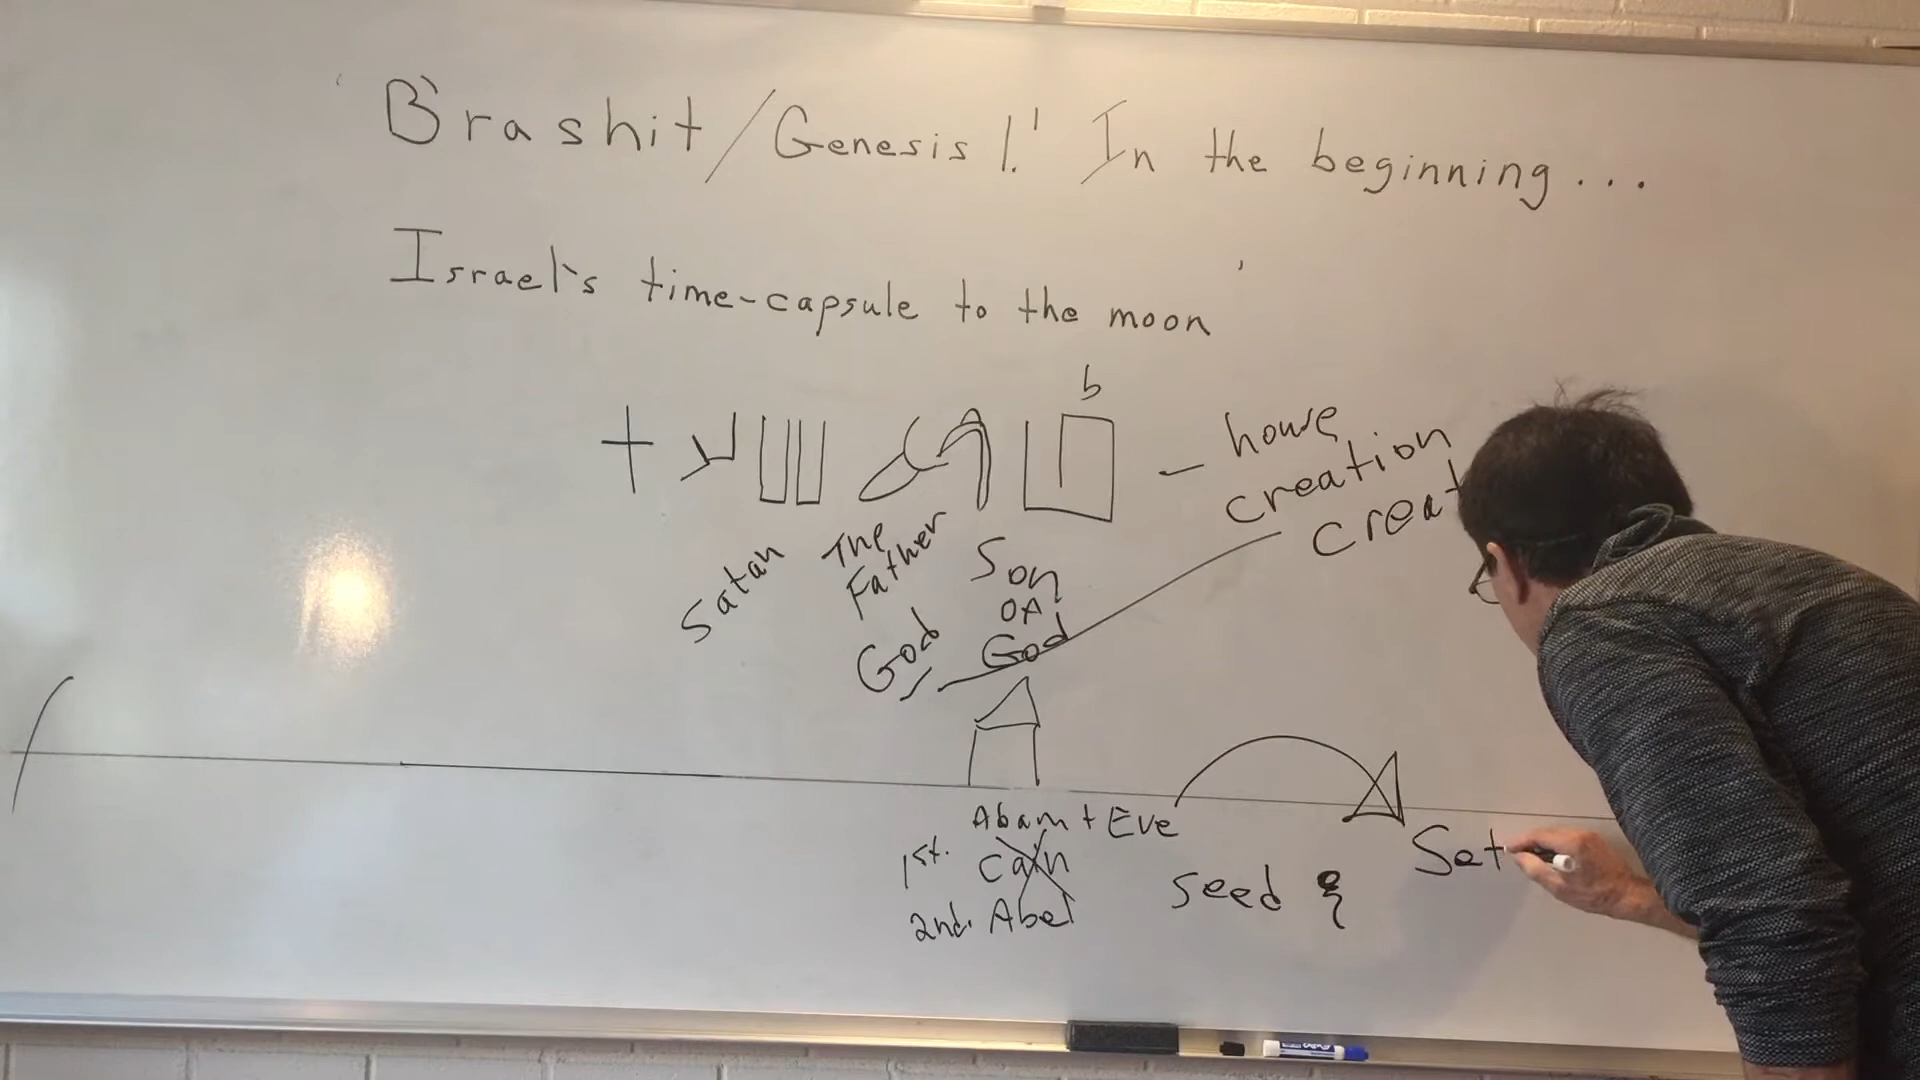 B'rashit/Genesis 1:1 In the beginning...
Israel's time-capsule to the moon
b
house
creation
creat
Satan
The
Father
God
Son
of
God
Abam + Eve
1st. Cain
2nd. Abel
seed &
Set